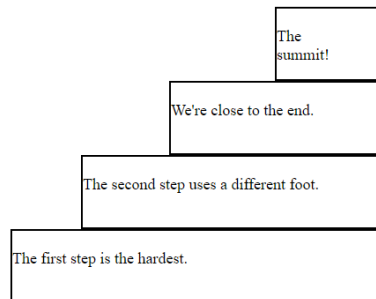 The
summit!
We're close to the end.
The second step uses a different foot.
The first step is the hardest.